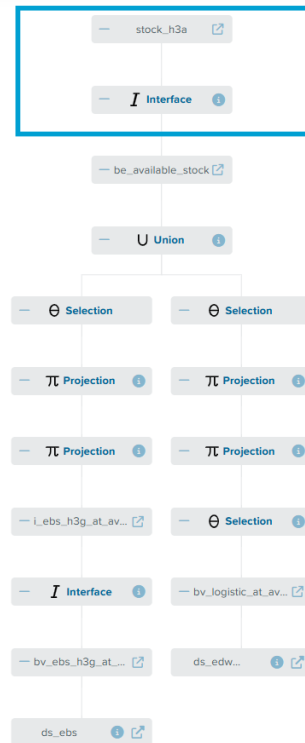 stock_h3a
I Interface
be_available_stock
U Union
θ Selection
θ Selection
π Projection
π Projection
π Projection
π Projection
i_ebs_h3g_at_av...
θ Selection
I Interface
bv_logistic_at_av...
bv_ebs_h3g_at_...
ds_edw...
ds_ebs